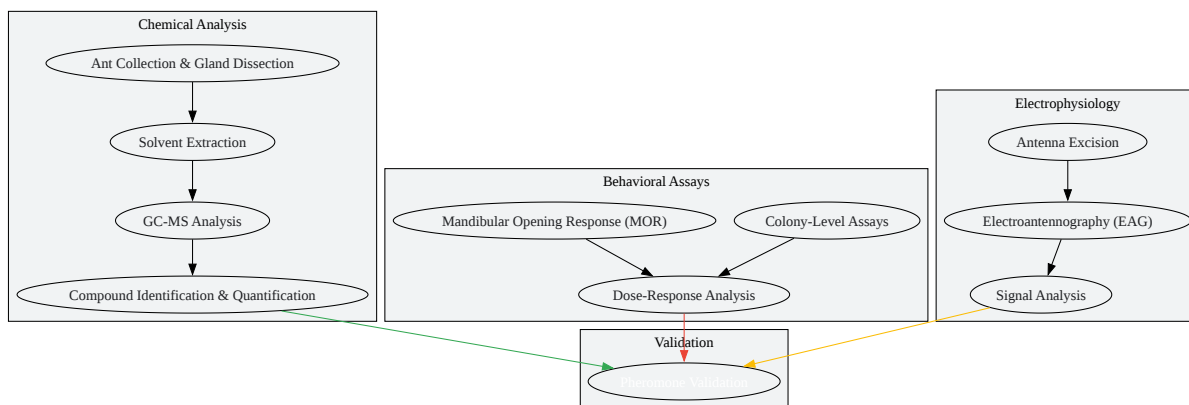 Chemical Analysis
Ant Collection & Gland Dissection
Solvent Extraction
GC-MS Analysis
Compound Identification & Quantification
Behavioral Assays
Mandibular Opening Response (MOR)
Colony-Level Assays
Dose-Response Analysis
Electrophysiology
Antenna Excision
Electroantennography (EAG)
Signal Analysis
Validation
Pheromone Validation